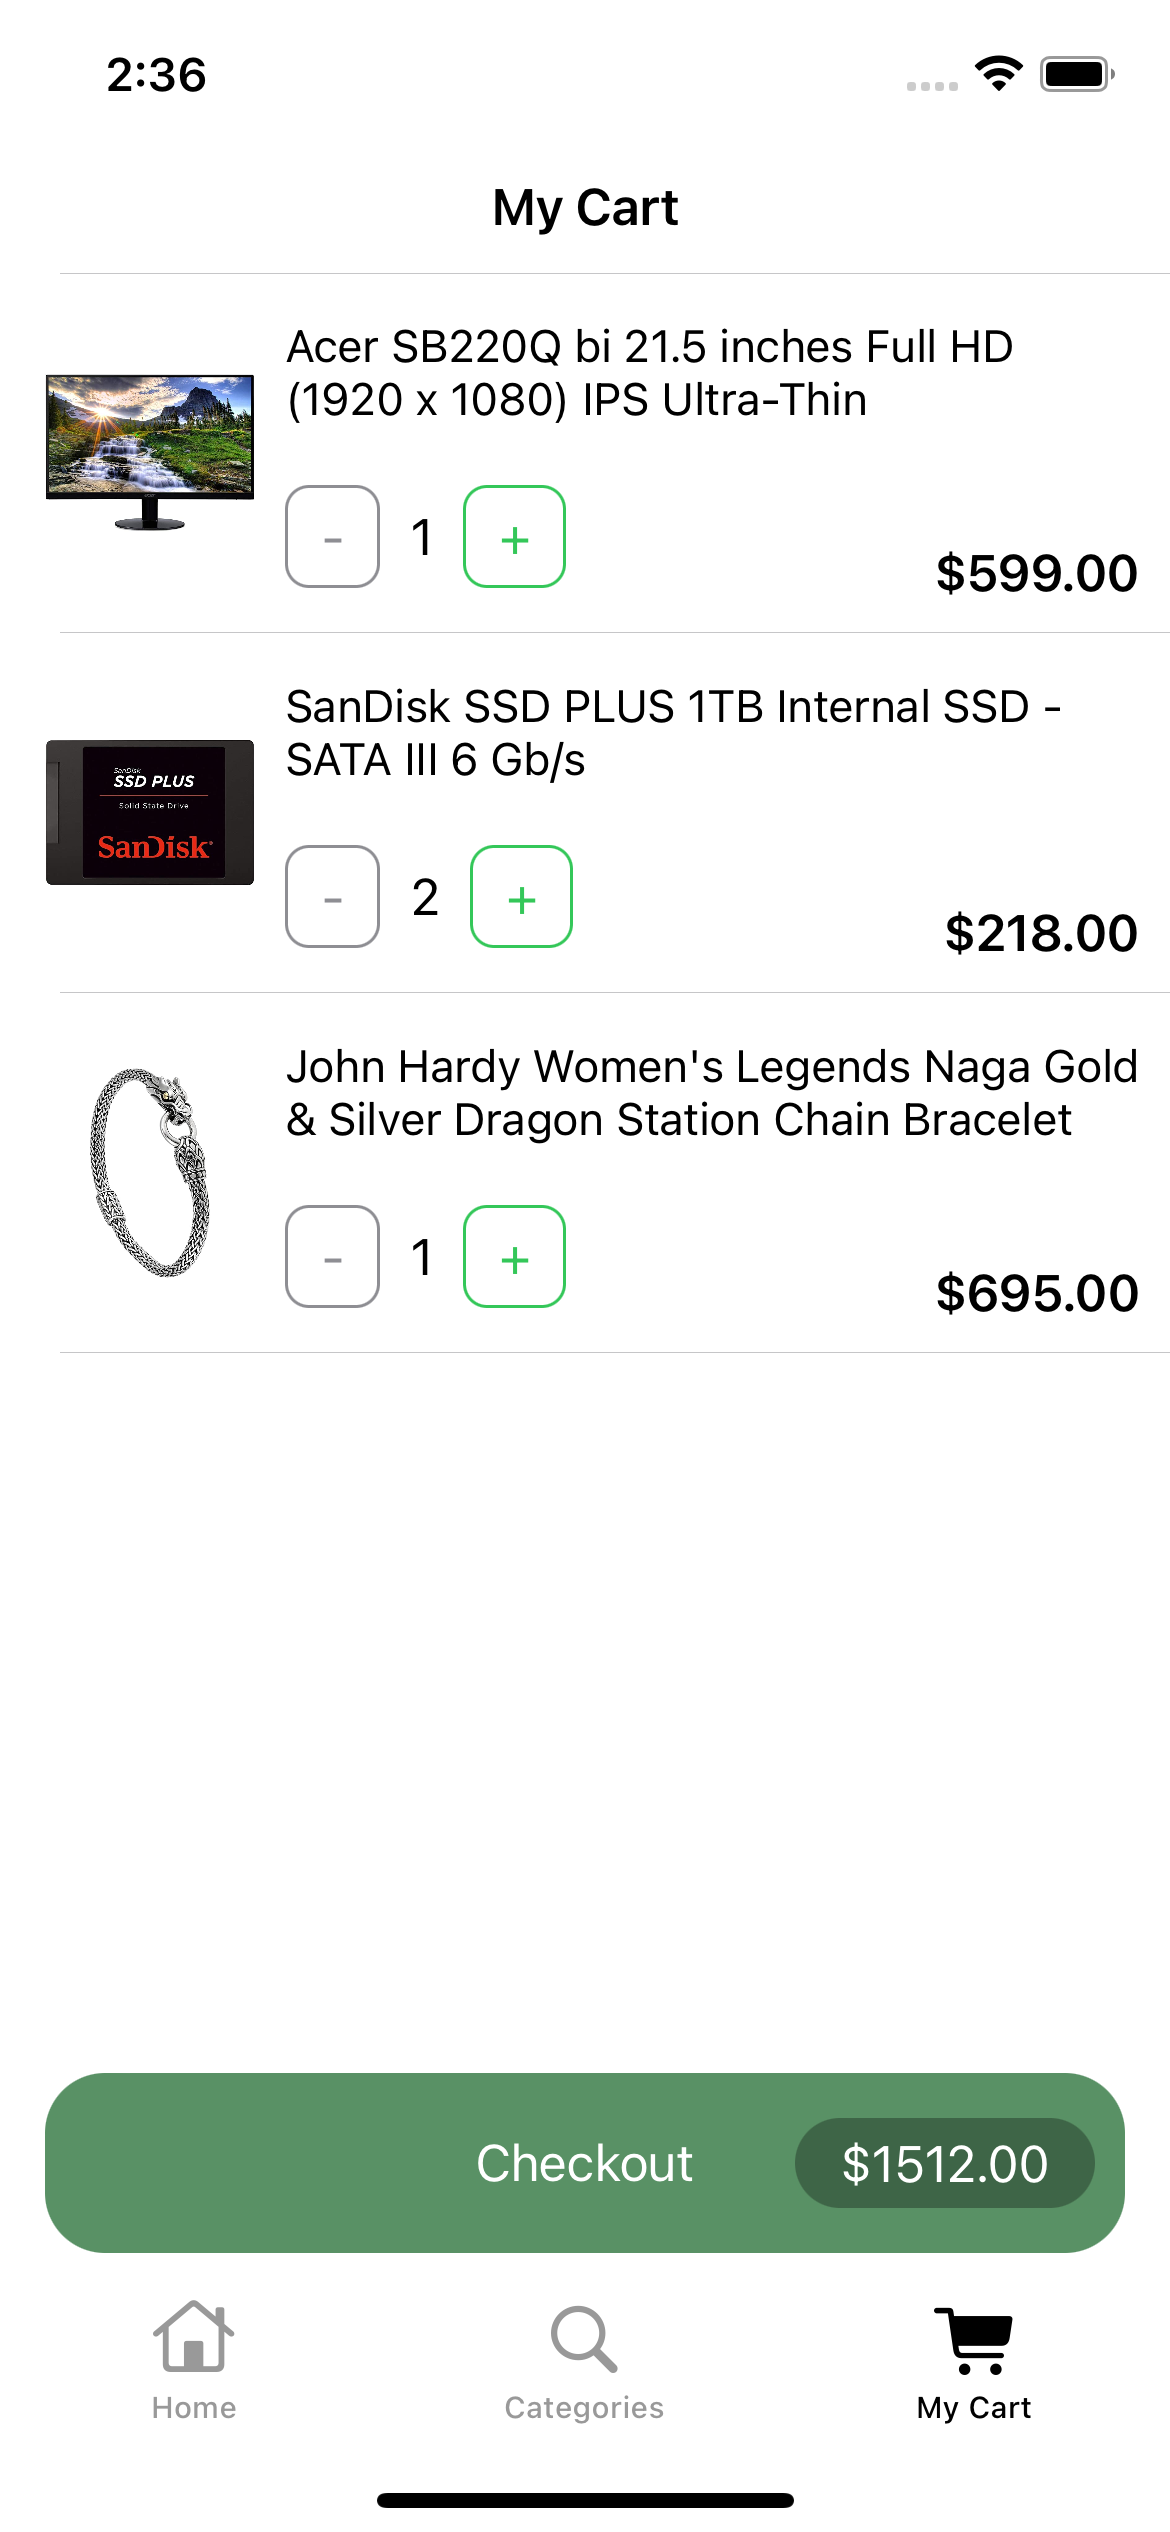 2:36
My Cart
Acer SB220Q bi 21.5 inches Full HD
(1920 x 1080) IPS Ultra-Thin
- 1 +
$599.00
SanDisk SSD PLUS 1TB Internal SSD -
SATA III 6 Gb/s
SanDisk
SSD PLUS
Solid State Drive
SanDisk
- 2 +
$218.00
John Hardy Women's Legends Naga Gold
& Silver Dragon Station Chain Bracelet
- 1 +
$695.00
Checkout $1512.00
Home Categories My Cart